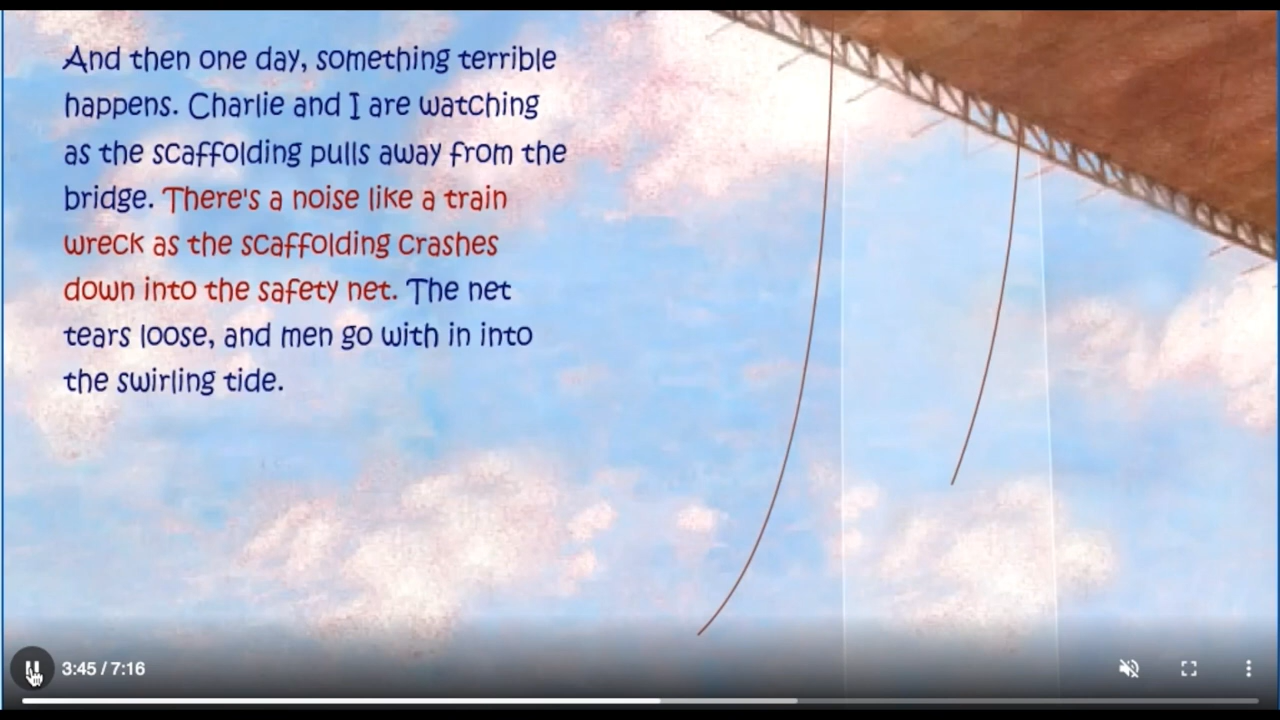 And then one day, something terrible
happens. Charlie and I are watching
as the scaffolding pulls away from the
bridge. There's a noise like a train
wreck as the scaffolding crashes
down into the safety net. The net
tears loose, and men go with in into
the swirling tide.
3:45 / 7:16